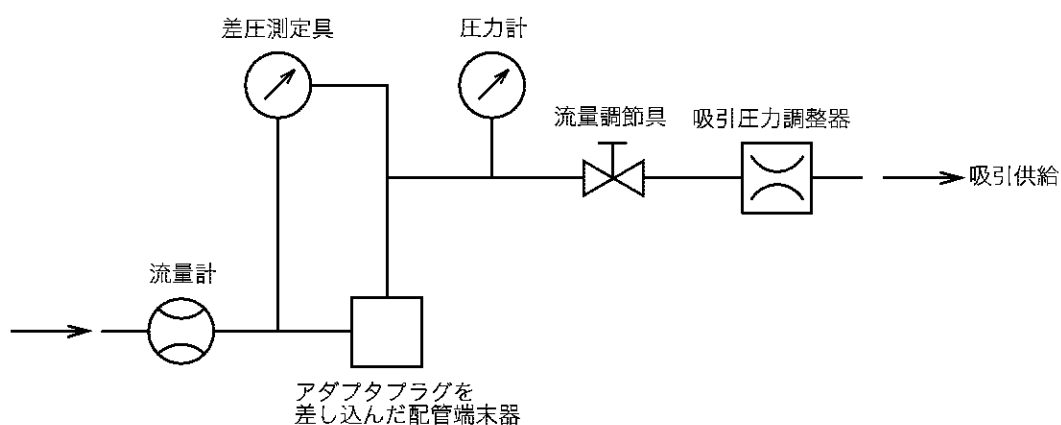 差圧測定具
圧力計
流量調節具
吸引圧力調整器
吸引供給
流量計
アダプタプラグを
差し込んだ配管端末器